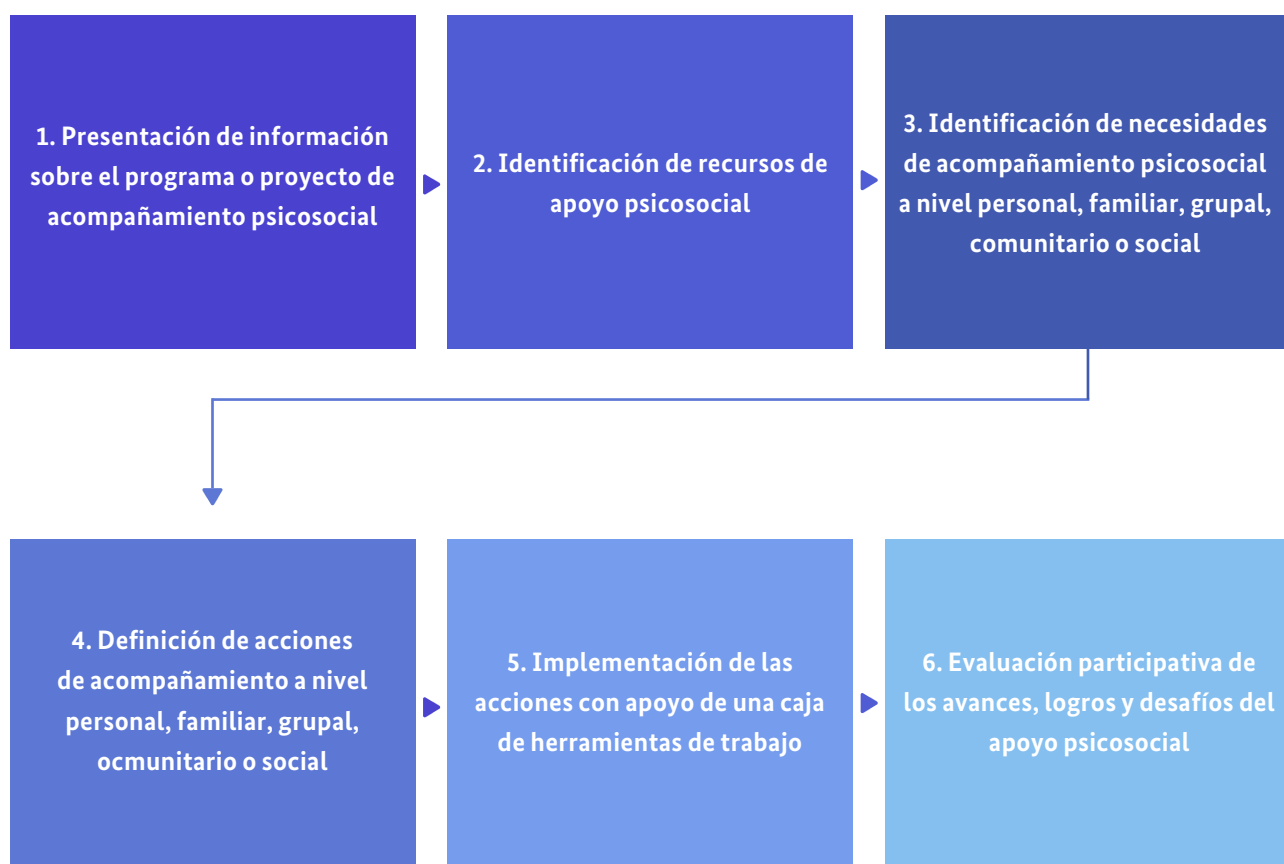 1. Presentación de información
sobre el programa o proyecto de
acompañamiento psicosocial
2. Identificación de recursos de
apoyo psicosocial
3. Identificación de necesidades
de acompañamiento psicosocial
a nivel personal, familiar, grupal,
comunitario o social
4. Definición de acciones
de acompañamiento a nivel
personal, familiar, grupal,
ocmunitario o social
5. Implementación de las
acciones con apoyo de una caja
de herramientas de trabajo
6. Evaluación participativa de
los avances, logros y desafíos del
apoyo psicosocial